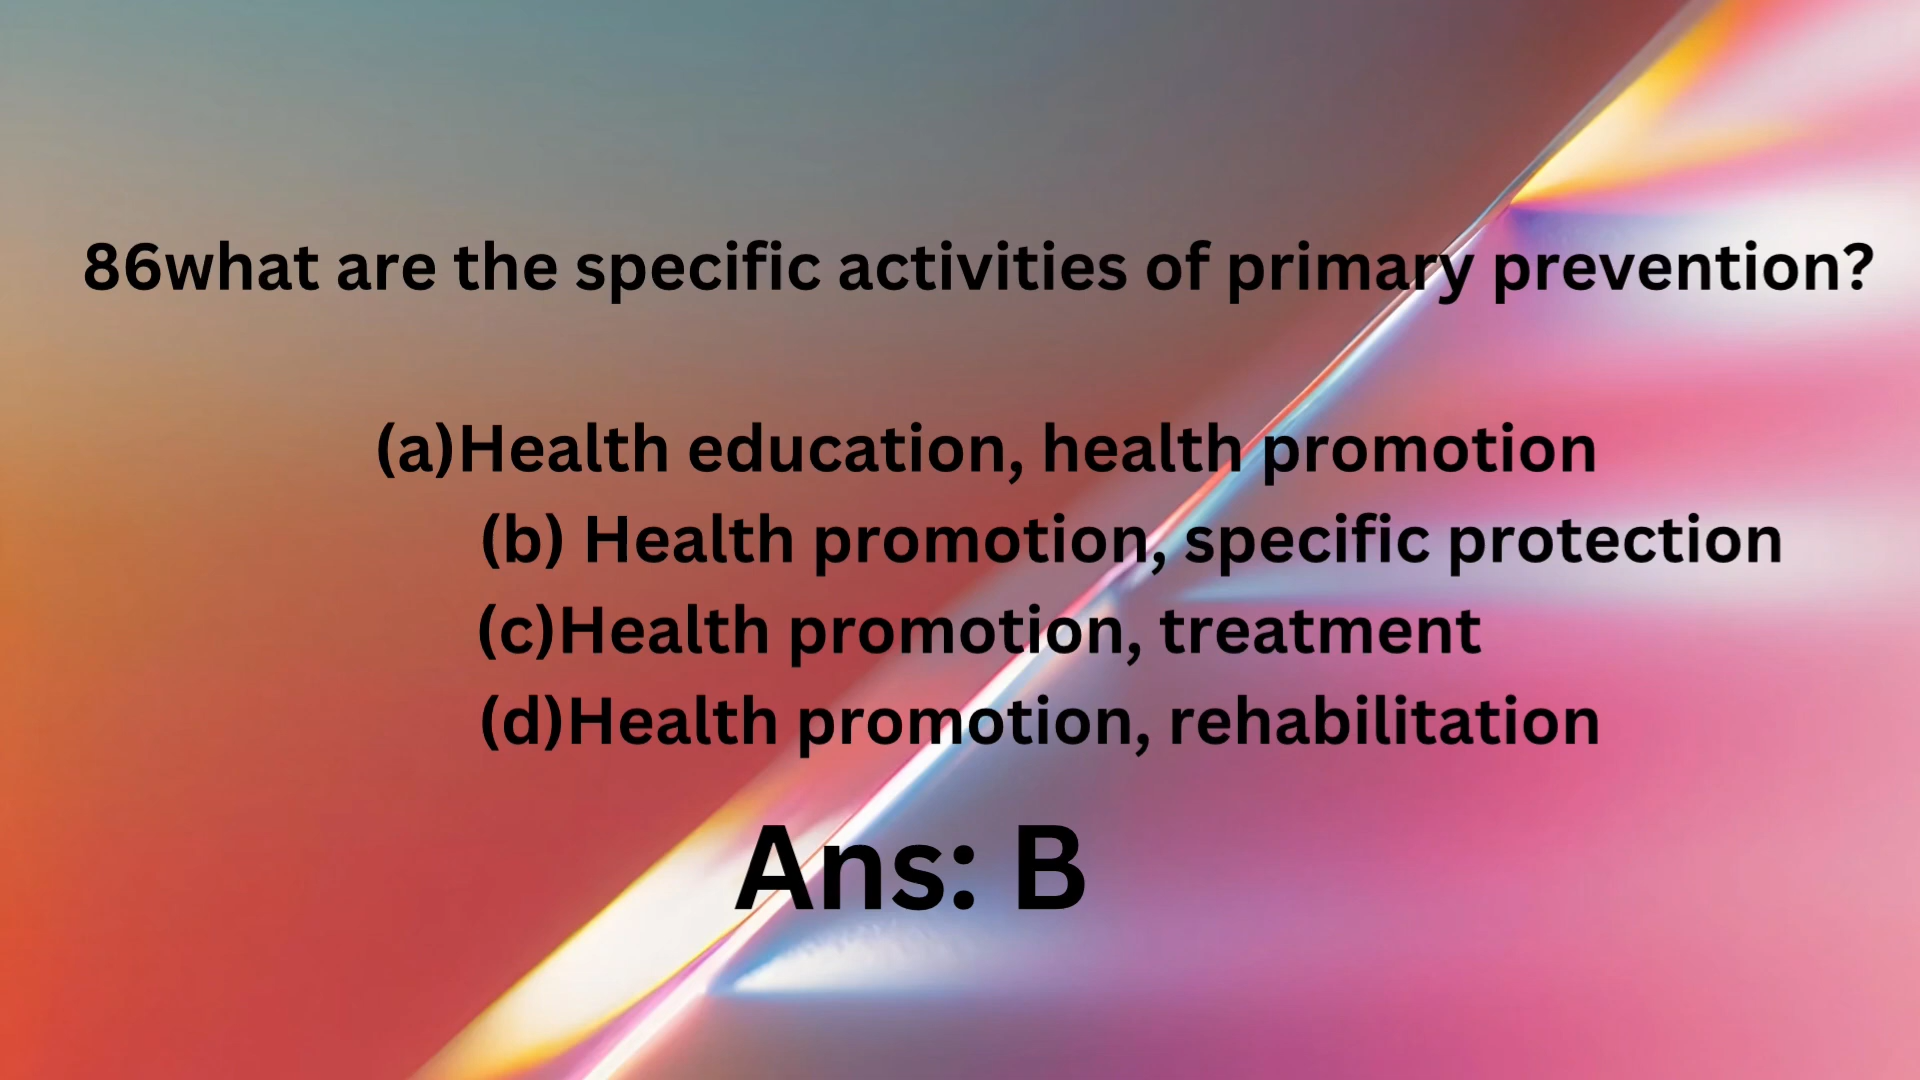 86what are the specific activities of primary prevention?
(a)Health education, health promotion
(b) Health promotion, specific protection
(c)Health promotion, treatment
(d)Health promotion, rehabilitation
Ans: B